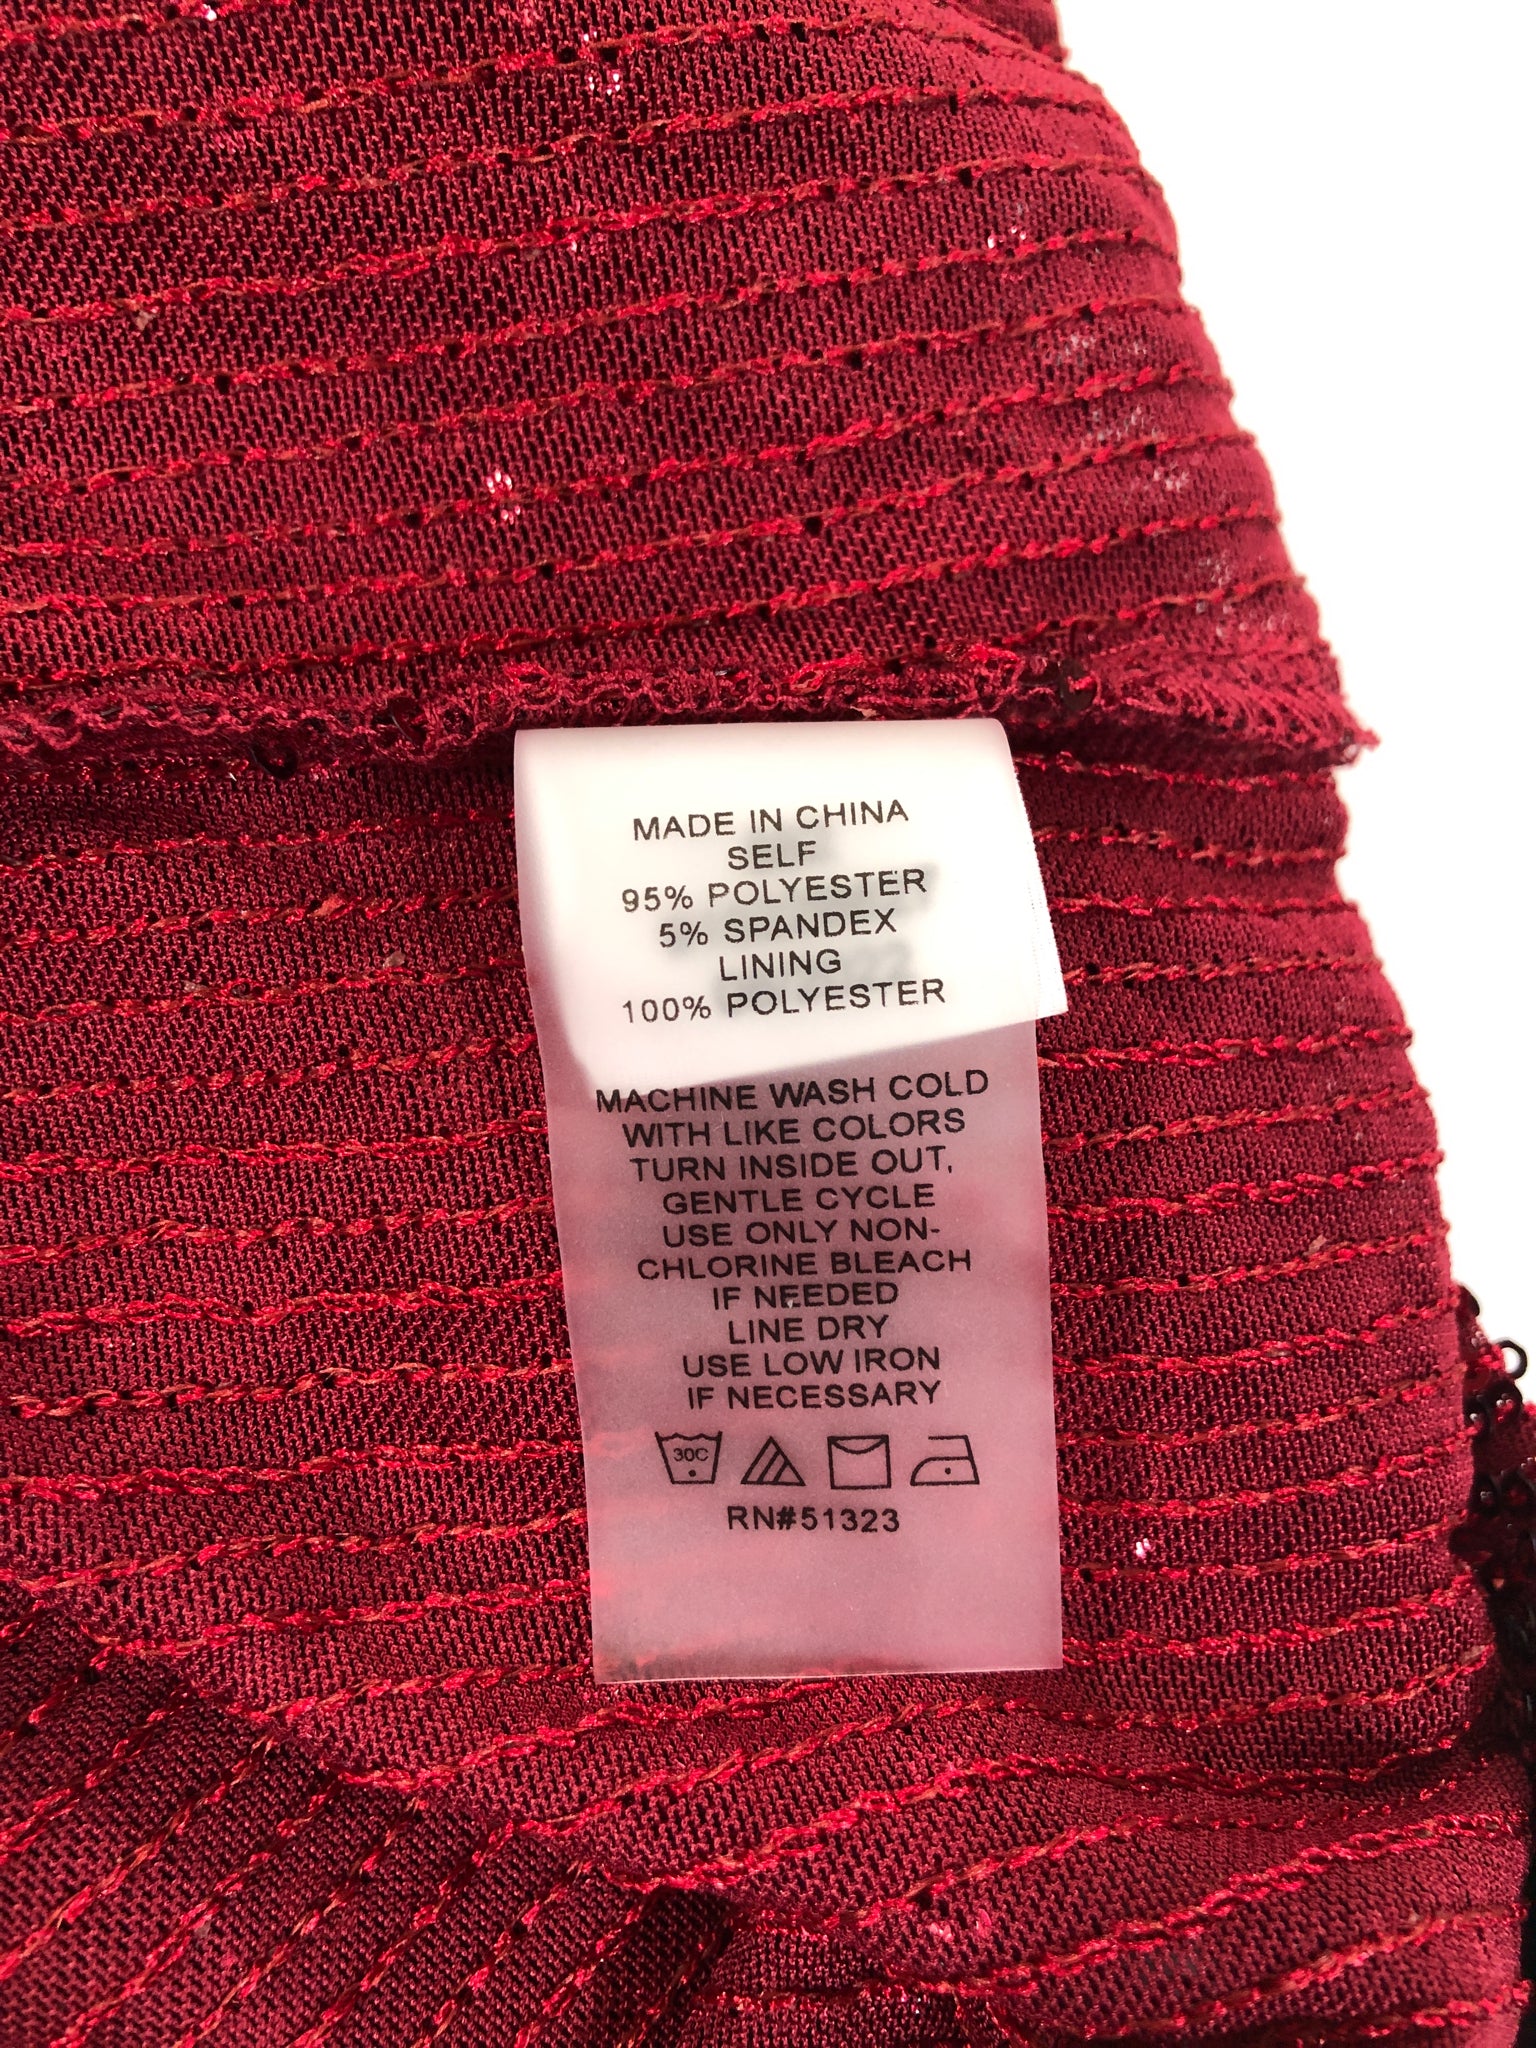 MADE IN CHINA
SELF
95% POLYESTER
5% SPANDEX
LINING
100% POLYESTER
MACHINE WASH COLD
WITH LIKE COLORS
TURN INSIDE OUT,
GENTLE CYCLE
USE ONLY NON-
CHLORINE BLEACH
IF NEEDED
LINE DRY
USE LOW IRON
IF NECESSARY
30C
RN#51323